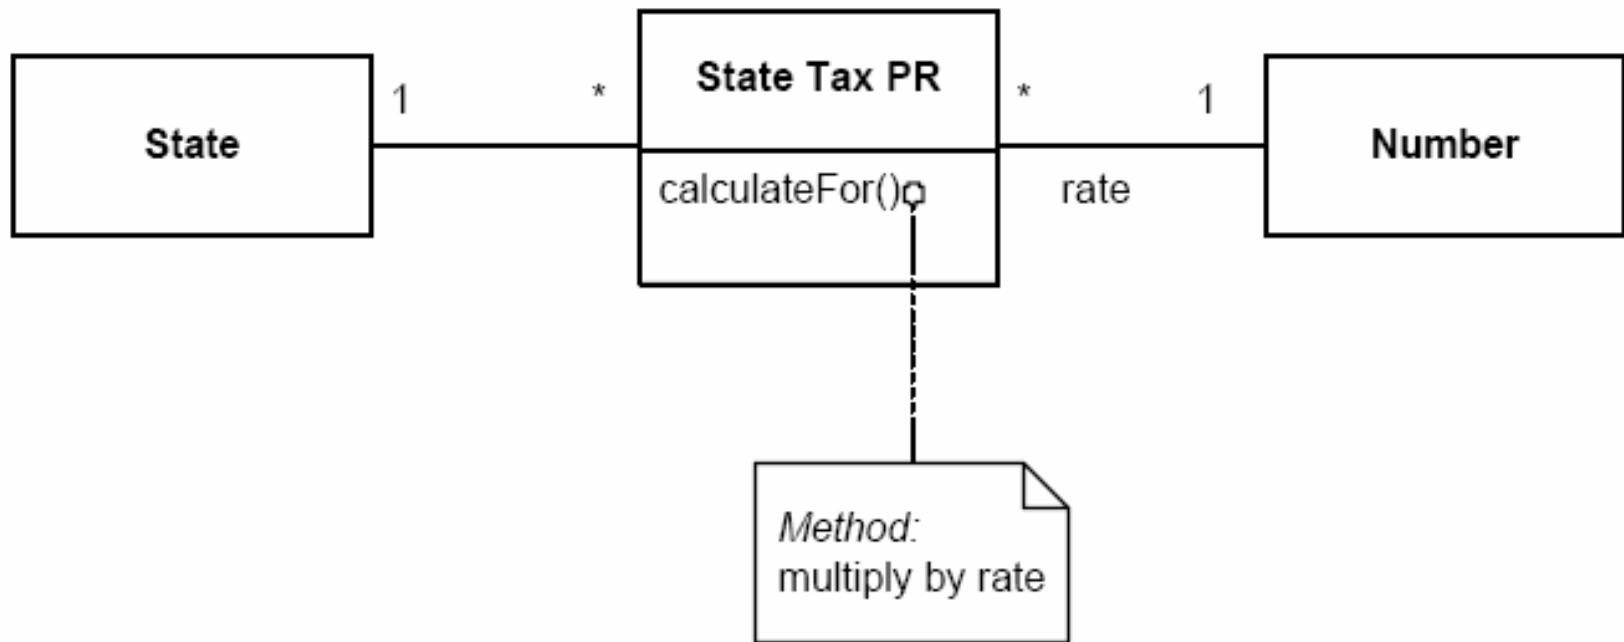 State
1
*
State Tax PR
calculateFor()
*
1
rate
Number
Method:
multiply by rate